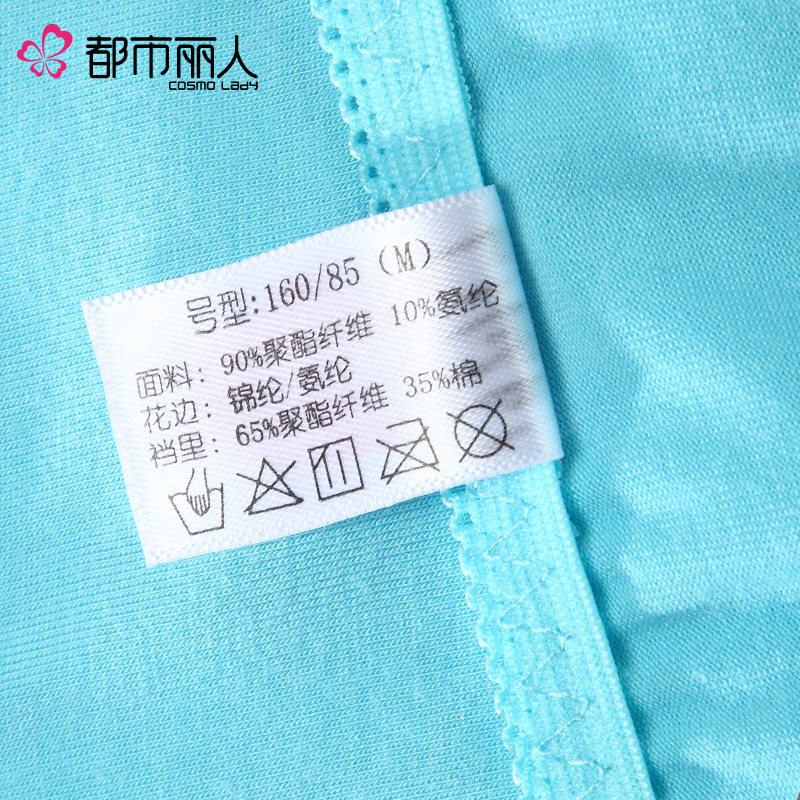 都市丽人
COSMO LADY
号型:160/85（M）
面料: 90%聚酯纤维 10%氨纶
花边: 锦纶/氨纶
裆里: 65%聚酯纤维 35%棉